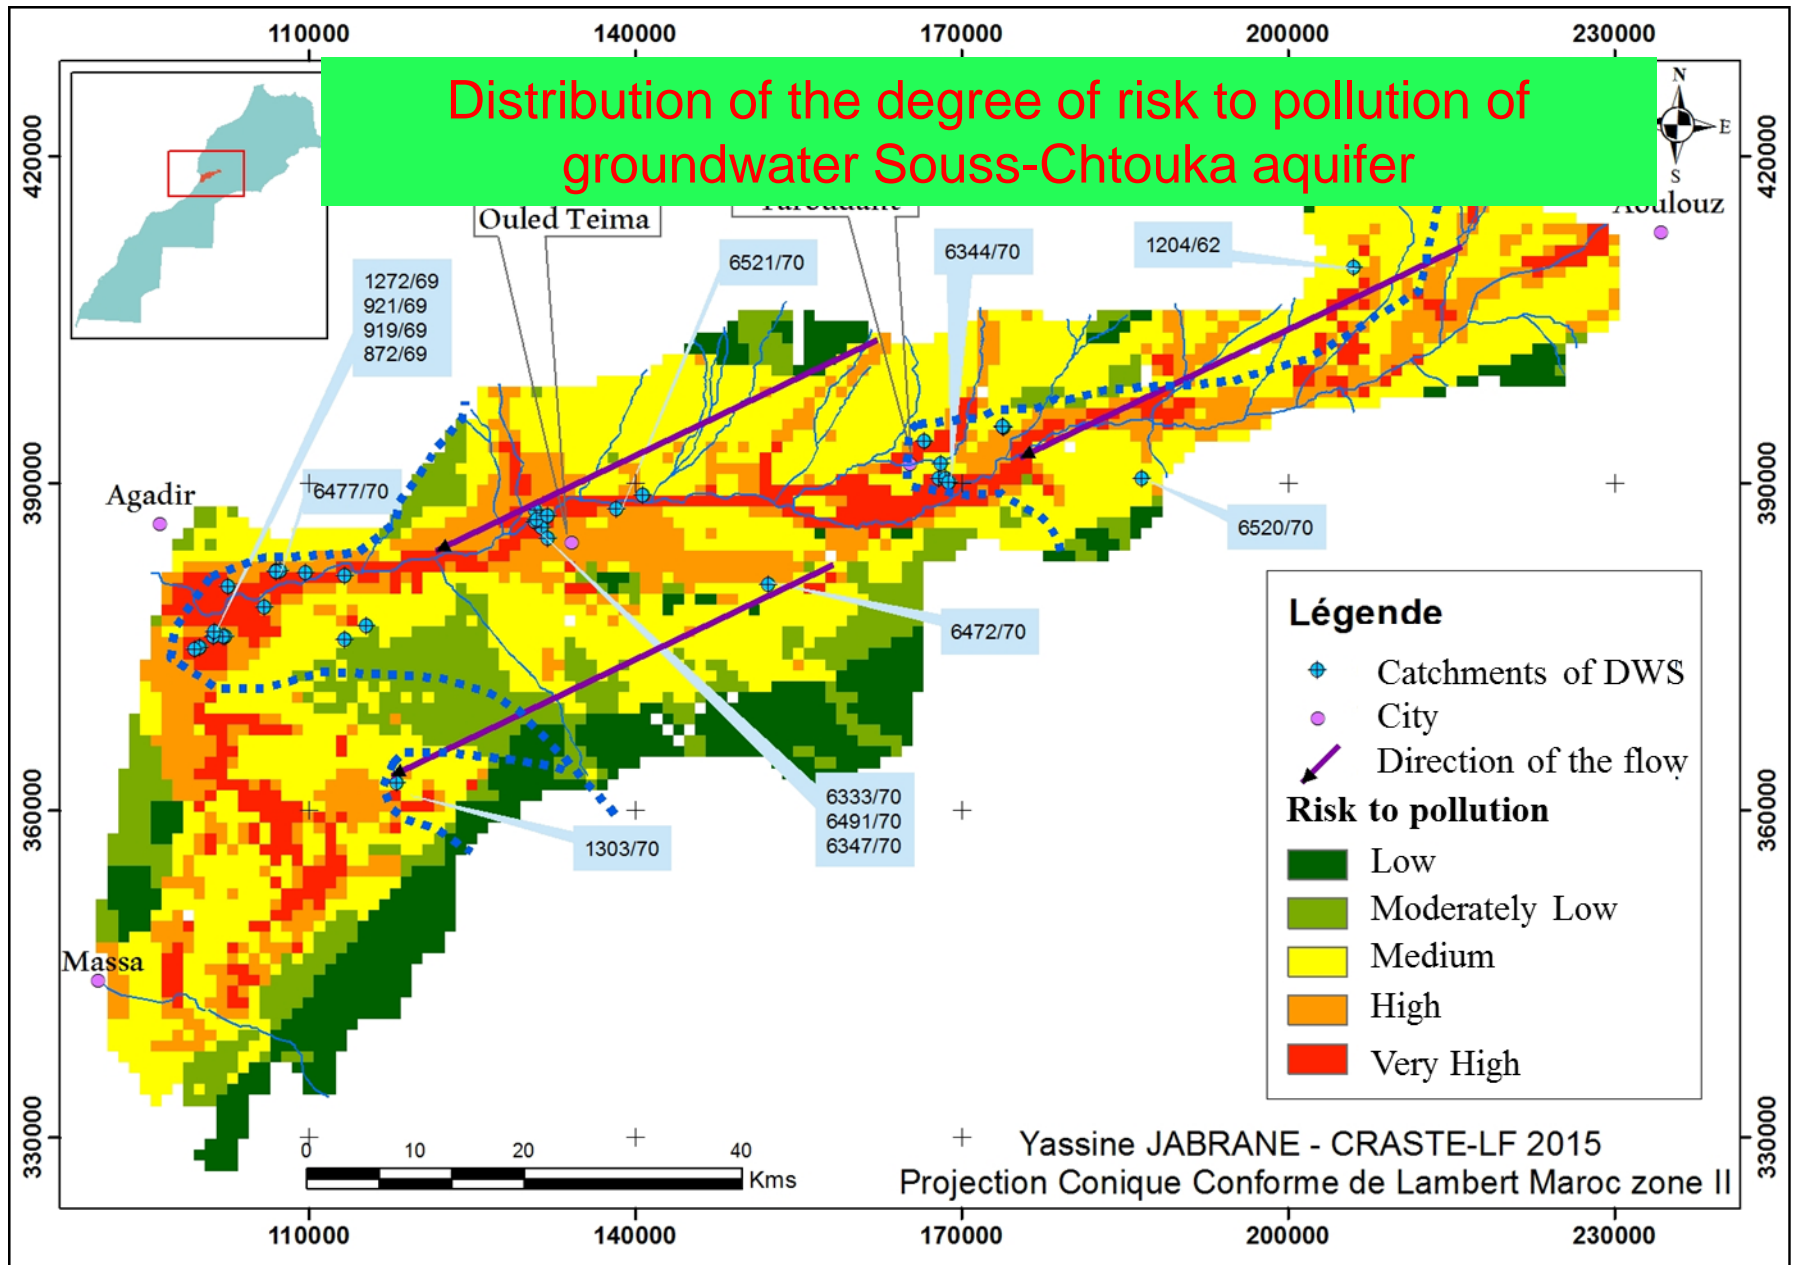 110000 140000 170000 200000 230000
Distribution of the degree of risk to pollution of
groundwater Souss-Chtouka aquifer
N
E
S
420000
420000
Ouled Teima
Aoulouz
6521/70
6344/70
1204/62
1272/69
921/69
919/69
872/69
6477/70
Agadir
390000
390000
6520/70
6472/70
Massa
6333/70
6491/70
6347/70
1303/70
360000
360000
Légende
Catchments of DWS
City
Direction of the flow
Risk to pollution
Low
Moderately Low
Medium
High
Very High
330000
330000
0 10 20 40
Kms
Yassine JABRANE - CRASTE-LF 2015
Projection Conique Conforme de Lambert Maroc zone II
110000 140000 170000 200000 230000